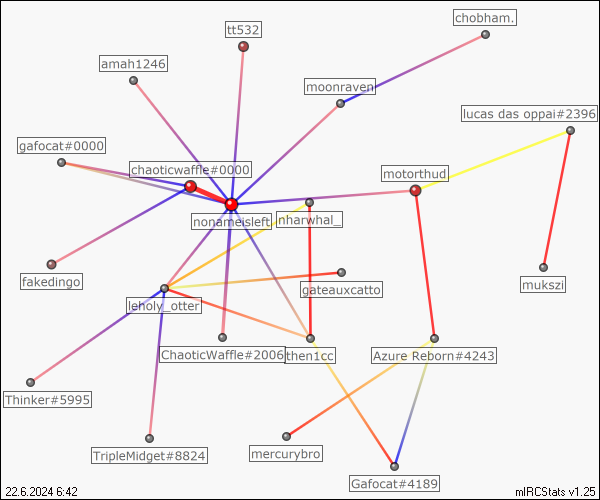 chobham.
tt532
amah1246
moonraven
lucas das oppai#2396
gafocat#0000
chaoticwaffle#0000
motorthud
nonameisleft
nharwhal_
fakedingo
gateauxcatto
mukszi
leholy_otter
ChaoticWaffle#2006
then1cc
Azure Reborn#4243
Thinker#5995
mercurybro
TripleMidget#8824
Gafocat#4189
22.6.2024 6:42
mIRCStats v1.25